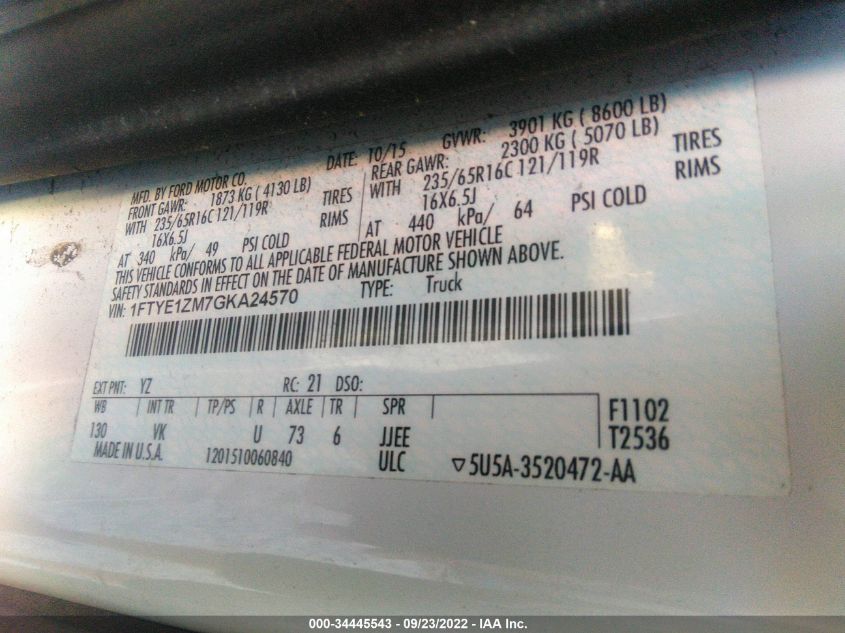 MFD. BY FORD MOTOR CO. DATE: 10/15 GVWR: 3901 KG ( 8600 LB)
FRONT GAWR: 1873 KG ( 4130 LB) REAR GAWR: 2300 KG ( 5070 LB)
WITH 235/65R16C 121/119R TIRES WITH 235/65R16C 121/119R TIRES
16X6.5J RIMS 16X6.5J RIMS
AT 340 kPa/ 49 PSI COLD AT 440 kPa/ 64 PSI COLD
THIS VEHICLE CONFORMS TO ALL APPLICABLE FEDERAL MOTOR VEHICLE
SAFETY STANDARDS IN EFFECT ON THE DATE OF MANUFACTURE SHOWN ABOVE.
VIN: 1FTYE1ZM7GKA24570 TYPE: Truck
EXT PNT: YZ RC: 21 DSO:
WB INT TR TP/PS R AXLE TR SPR F1102
130 VK U 73 6 JJEE T2536
MADE IN U.S.A. 1201510060840 ULC ▽5U5A-3520472-AA
000-34445543 - 09/23/2022 - IAA Inc.